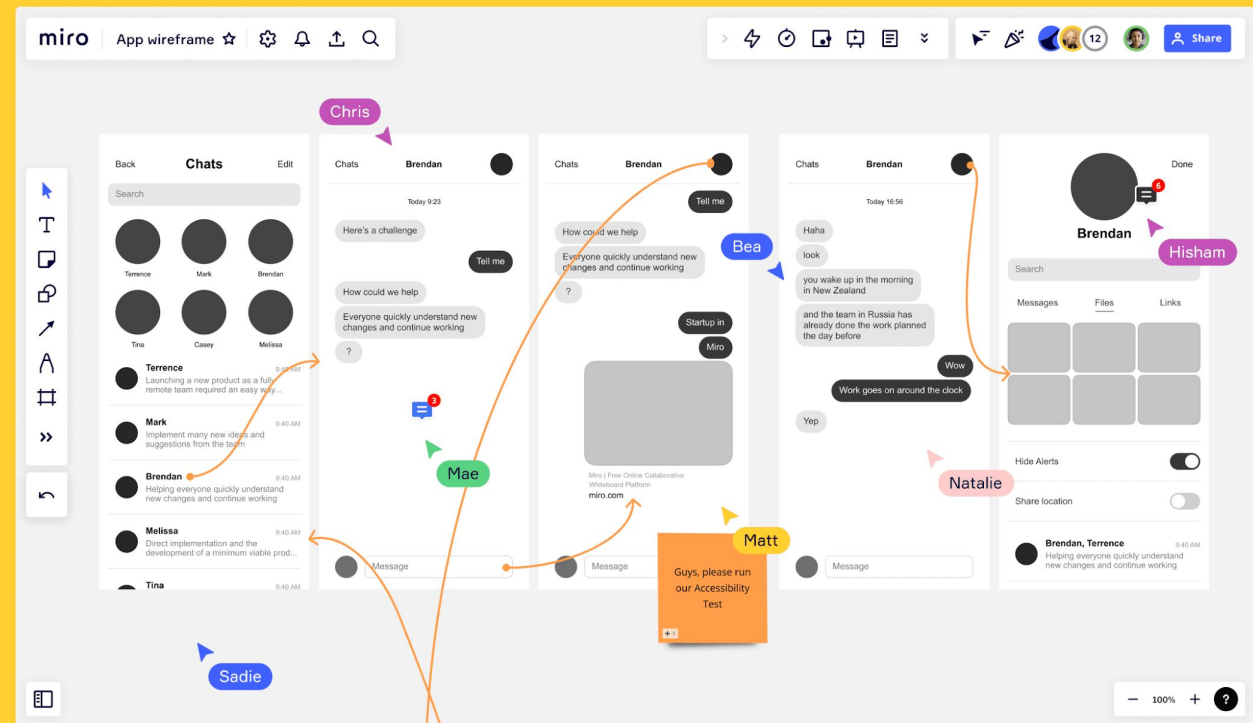 miro
App wireframe
12
Share
Chris
Back Chats Edit
Search
Terrence Mark Brendan
Tina Casey Melissa
Terrence 9:40 AM
Launching a new product as a fully
remote team required an easy way...
Mark 9:40 AM
Implement many new ideas and
suggestions from the team
Brendan 9:40 AM
Helping everyone quickly understand
new changes and continue working
Melissa 9:40 AM
Direct implementation and the
development of a minimum viable prod...
Tina 9:40 AM
Sadie
Chats Brendan
Today 9:23
Here's a challenge
Tell me
How could we help
Everyone quickly understand new
changes and continue working
?
3
Mae
Message
Chats Brendan
Tell me
How could we help
Everyone quickly understand new
changes and continue working
?
Startup in
Miro
Miro | Free Online Collaborative
Whiteboard Platform
miro.com
Message
Matt
Guys, please run
our Accessibility
Test
Bea
Chats Brendan
Today 16:56
Haha
look
you wake up in the morning
in New Zealand
and the team in Russia has
already done the work planned
the day before
Wow
Work goes on around the clock
Yep
Natalie
Message
Done
6
Brendan
Hisham
Search
Messages Files Links
Hide Alerts
Share location
Brendan, Terrence 9:40 AM
Helping everyone quickly understand
new changes and continue working
100%
?